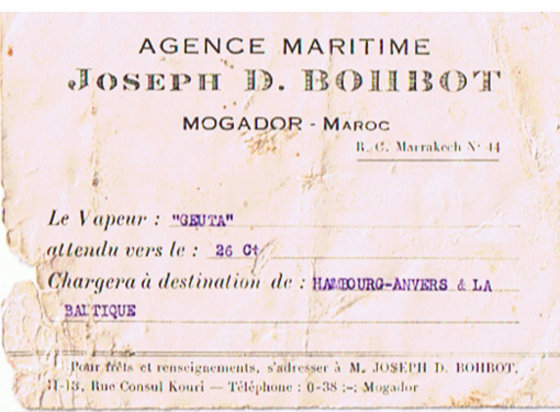 AGENCE MARITIME
JOSEPH D. BOHBOT
MOGADOR - MAROC
R. C. Marrakech N° 44
Le Vapeur : "GEUTA"
attendu vers le : 26 Ct
Chargera à destination de : HAMBOURG-ANVERS & LA
BALTIQUE
Pour frêts et renseignements, s'adresser à M. JOSEPH D. BOHBOT,
11-13, Rue Consul Kouri — Téléphone : 0-38 :-: Mogador